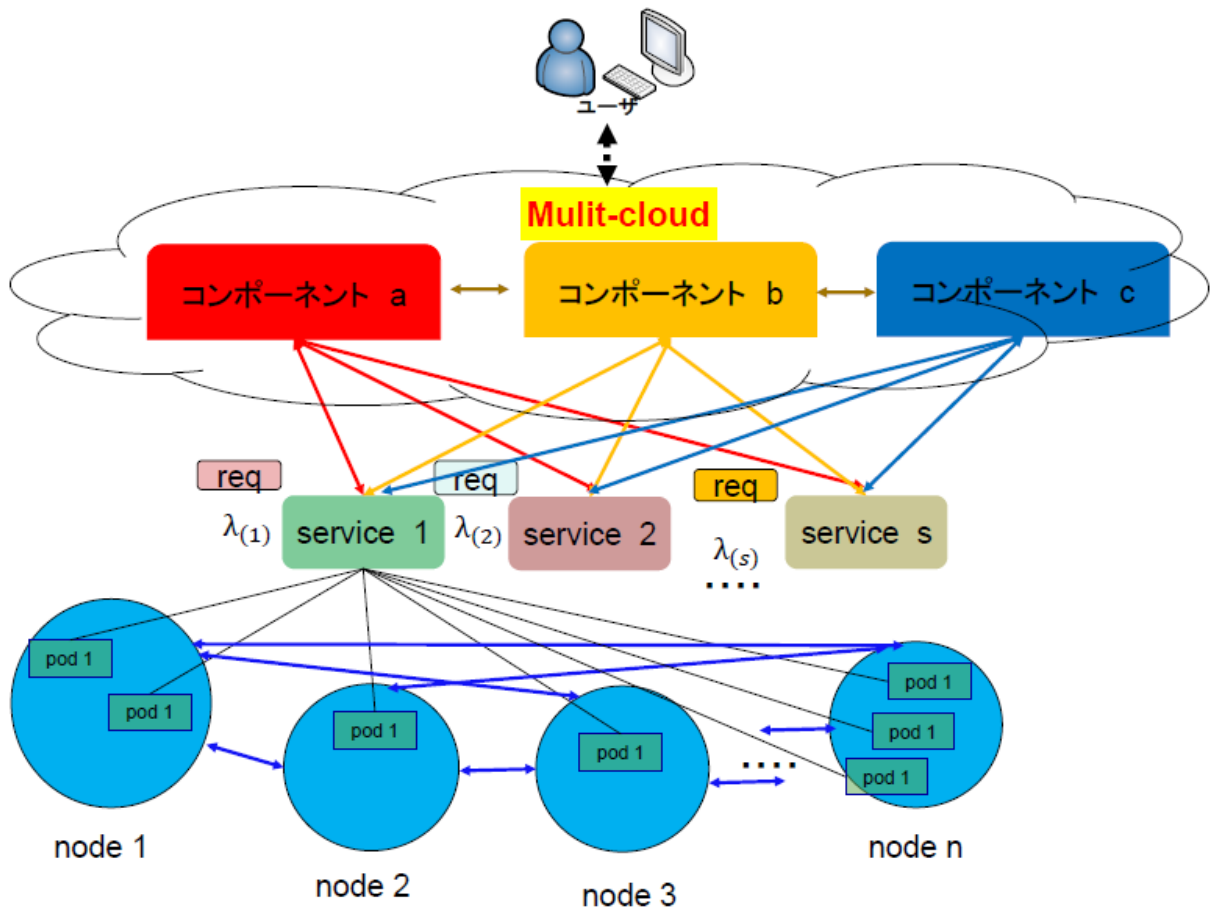 ユーザ
Mulit-cloud
コンポーネント a
コンポーネント b
コンポーネント c
req
req
req
λ(1)
service 1
λ(2)
service 2
λ(s)
service s
....
pod 1
pod 1
pod 1
pod 1
pod 1
pod 1
pod 1
....
node 1
node 2
node 3
node n